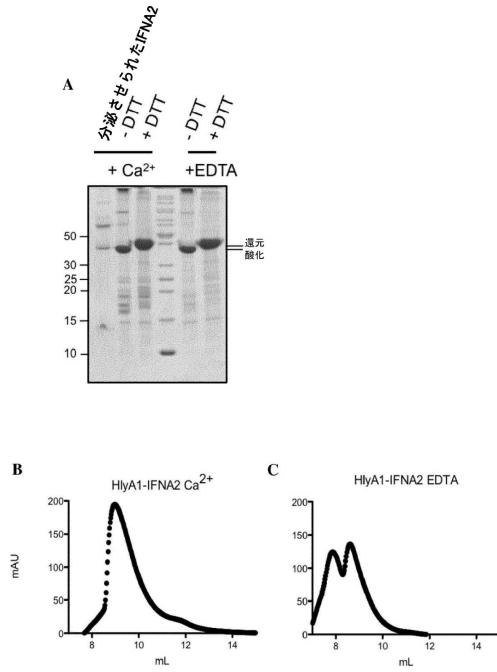 A
分泌させられたIFNA2
- DTT
+ DTT
- DTT
+ DTT
+ Ca²⁺
+EDTA
50
30
25
20
15
10
還元
酸化
B
HlyA1-IFNA2 Ca²⁺
200
150
100
50
0
mAU
8
10
12
14
mL
C
HlyA1-IFNA2 EDTA
200
150
100
50
0
8
10
12
14
mL